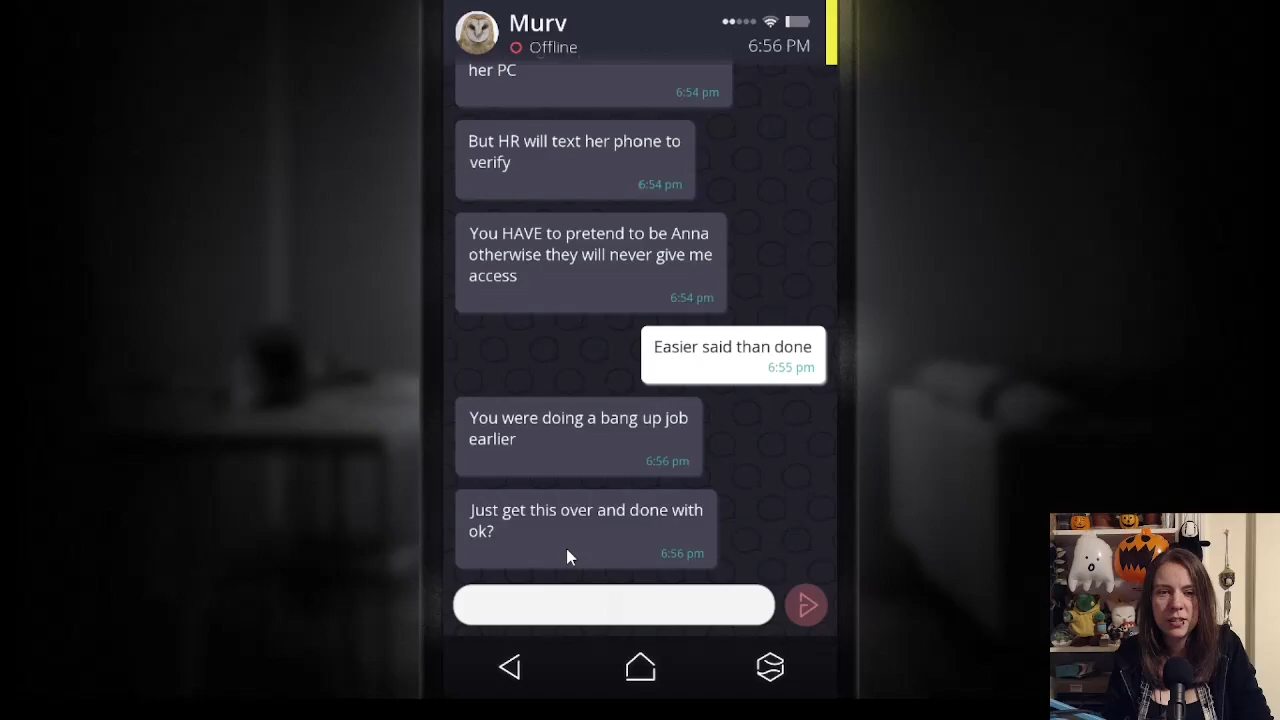 Murv
Offline
6:56 PM
her PC
6:54 pm
But HR will text her phone to
verify
6:54 pm
You HAVE to pretend to be Anna
otherwise they will never give me
access
6:54 pm
Easier said than done
6:55 pm
You were doing a bang up job
earlier
6:56 pm
Just get this over and done with
ok?
6:56 pm